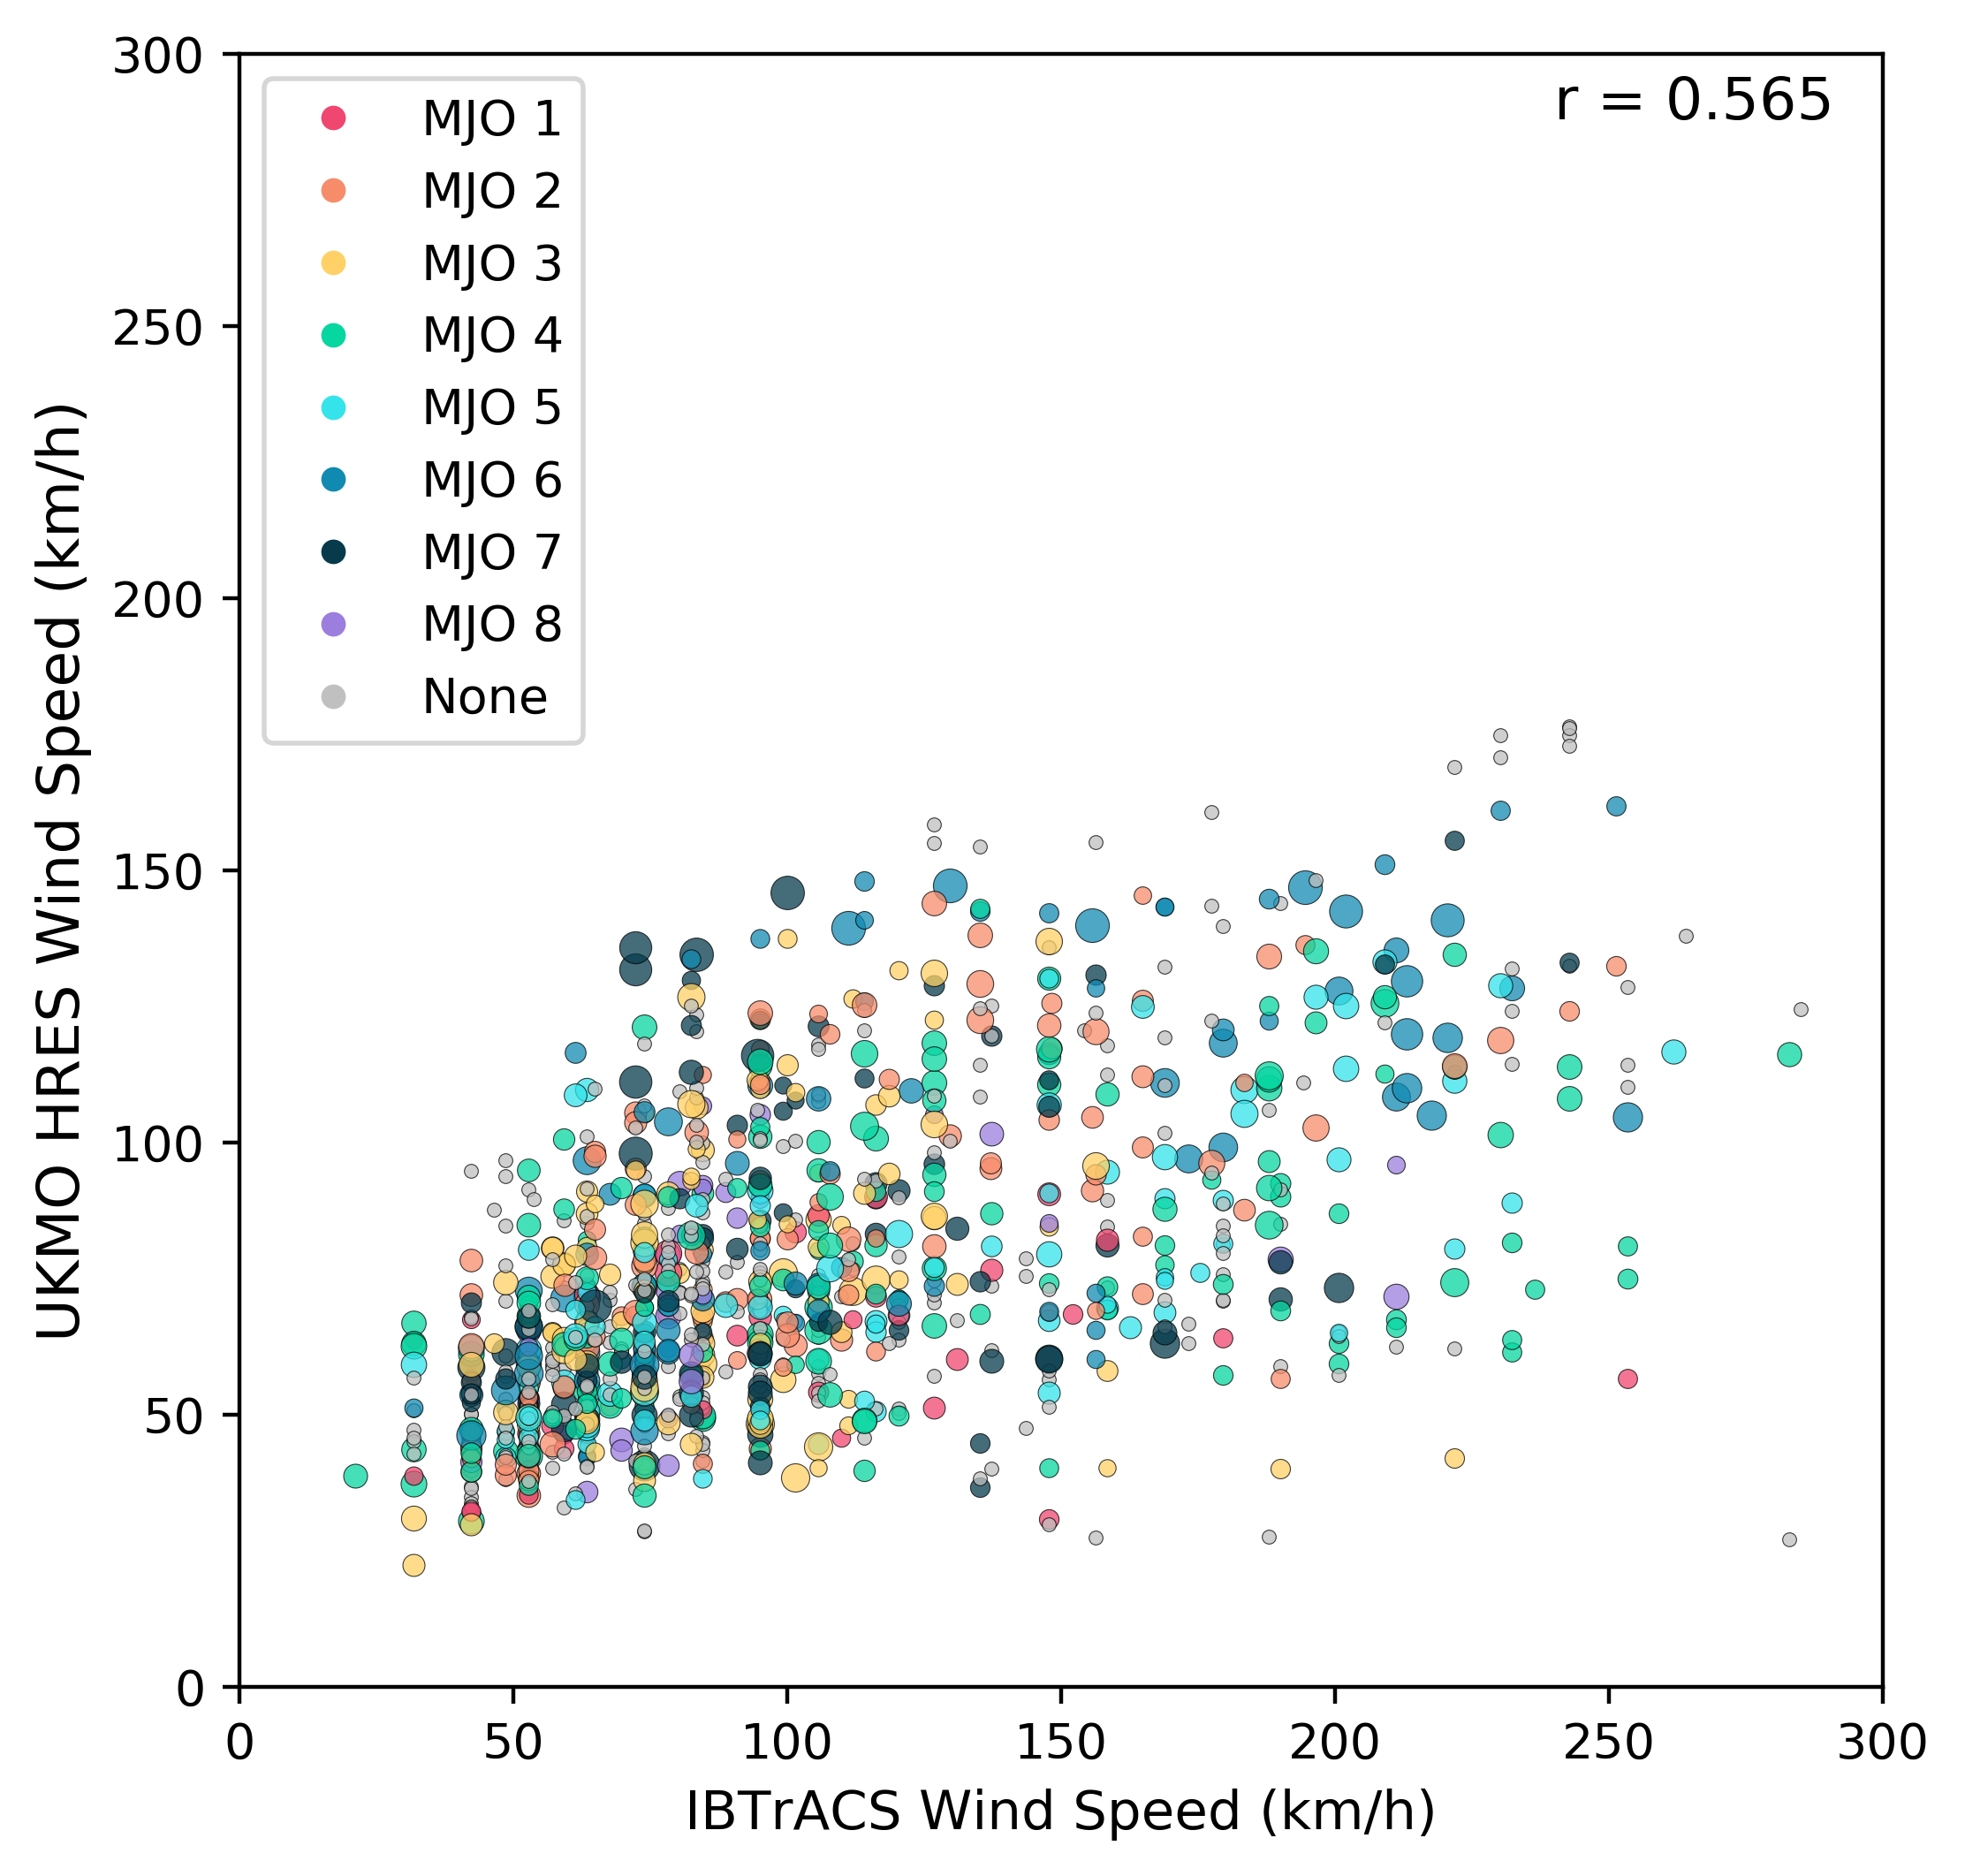 r = 0.565
MJO 1
MJO 2
MJO 3
MJO 4
MJO 5
MJO 6
MJO 7
MJO 8
None
300
250
200
150
100
50
0
UKMO HRES Wind Speed (km/h)
0 50 100 150 200 250 300
IBTrACS Wind Speed (km/h)